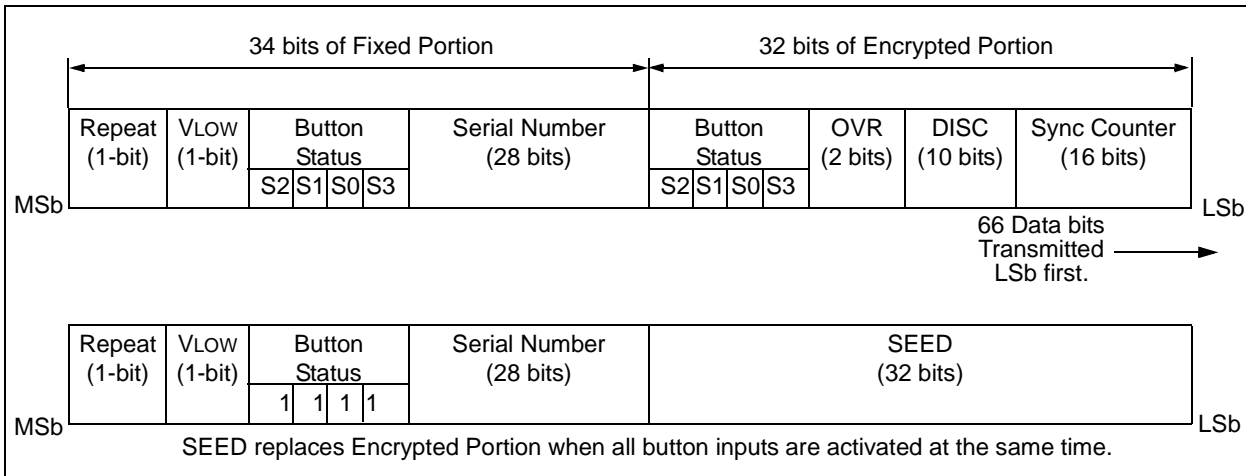 34 bits of Fixed Portion
32 bits of Encrypted Portion
Repeat
(1-bit)
VLOW
(1-bit)
Button
Status
S2 S1 S0 S3
Serial Number
(28 bits)
Button
Status
S2 S1 S0 S3
OVR
(2 bits)
DISC
(10 bits)
Sync Counter
(16 bits)
MSb
LSb
66 Data bits
Transmitted
LSb first.
Repeat
(1-bit)
VLOW
(1-bit)
Button
Status
1 1 1 1
Serial Number
(28 bits)
SEED
(32 bits)
MSb
LSb
SEED replaces Encrypted Portion when all button inputs are activated at the same time.